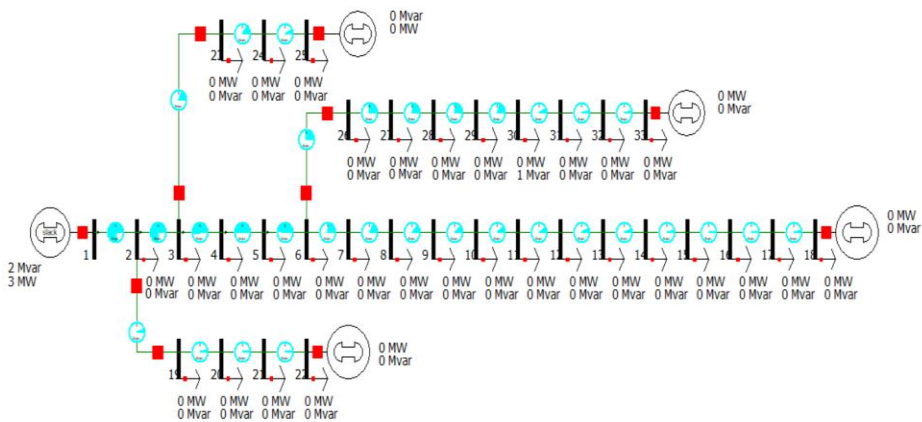 0 Mvar
0 MW
23 24 25
0 MW 0 MW 0 MW
0 Mvar 0 Mvar 0 Mvar
0 MW
0 Mvar
26 27 28 29 30 31 32 33
0 MW 0 MW 0 MW 0 MW 0 MW 0 MW 0 MW 0 MW
0 Mvar 0 Mvar 0 Mvar 0 Mvar 1 Mvar 0 Mvar 0 Mvar 0 Mvar
0 MW
0 Mvar
slack
1 2 3 4 5 6 7 8 9 10 11 12 13 14 15 16 17 18
2 Mvar
3 MW
0 MW 0 MW 0 MW 0 MW 0 MW 0 MW 0 MW 0 MW 0 MW 0 MW 0 MW 0 MW 0 MW 0 MW 0 MW 0 MW 0 MW
0 Mvar 0 Mvar 0 Mvar 0 Mvar 0 Mvar 0 Mvar 0 Mvar 0 Mvar 0 Mvar 0 Mvar 0 Mvar 0 Mvar 0 Mvar 0 Mvar 0 Mvar 0 Mvar 0 Mvar
0 MW
0 Mvar
19 20 21 22
0 MW 0 MW 0 MW 0 MW
0 Mvar 0 Mvar 0 Mvar 0 Mvar